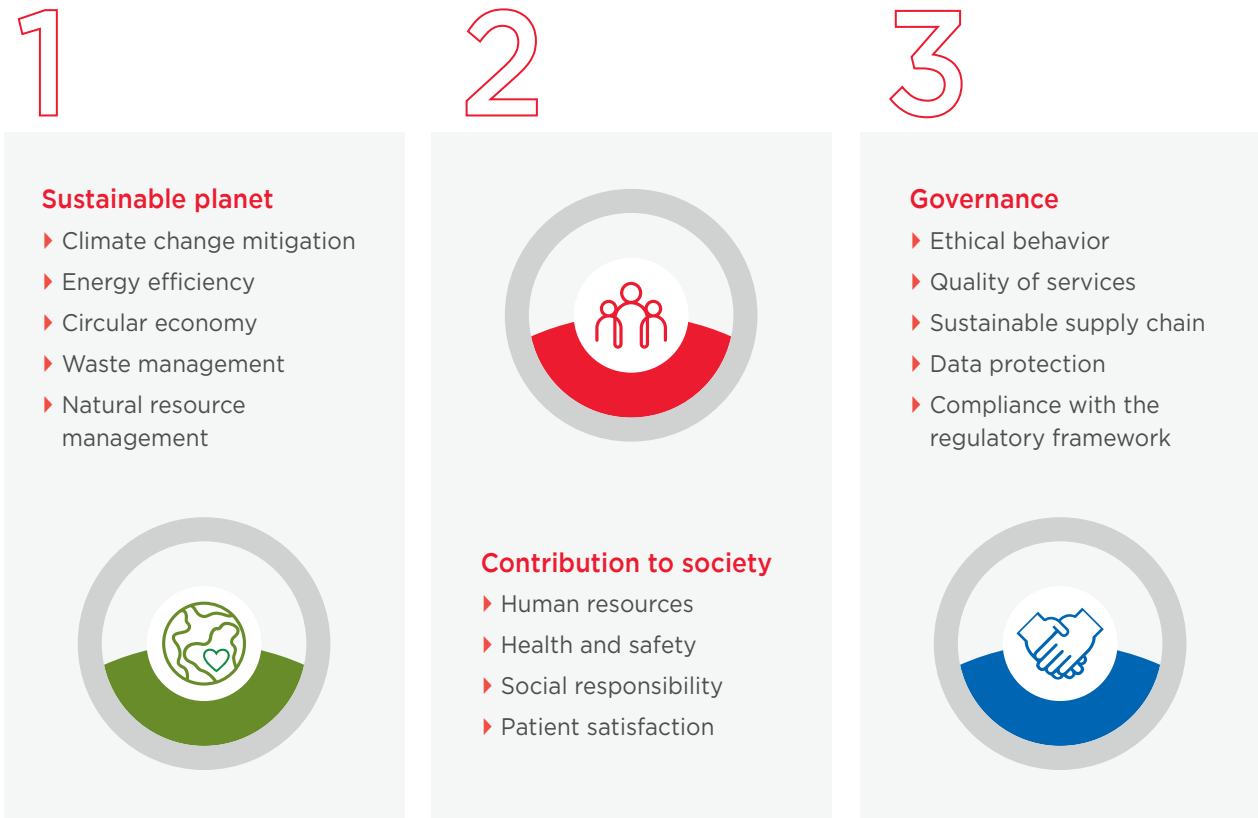 1
Sustainable planet
Climate change mitigation
Energy efficiency
Circular economy
Waste management
Natural resource
management
2
Contribution to society
Human resources
Health and safety
Social responsibility
Patient satisfaction
3
Governance
Ethical behavior
Quality of services
Sustainable supply chain
Data protection
Compliance with the
regulatory framework